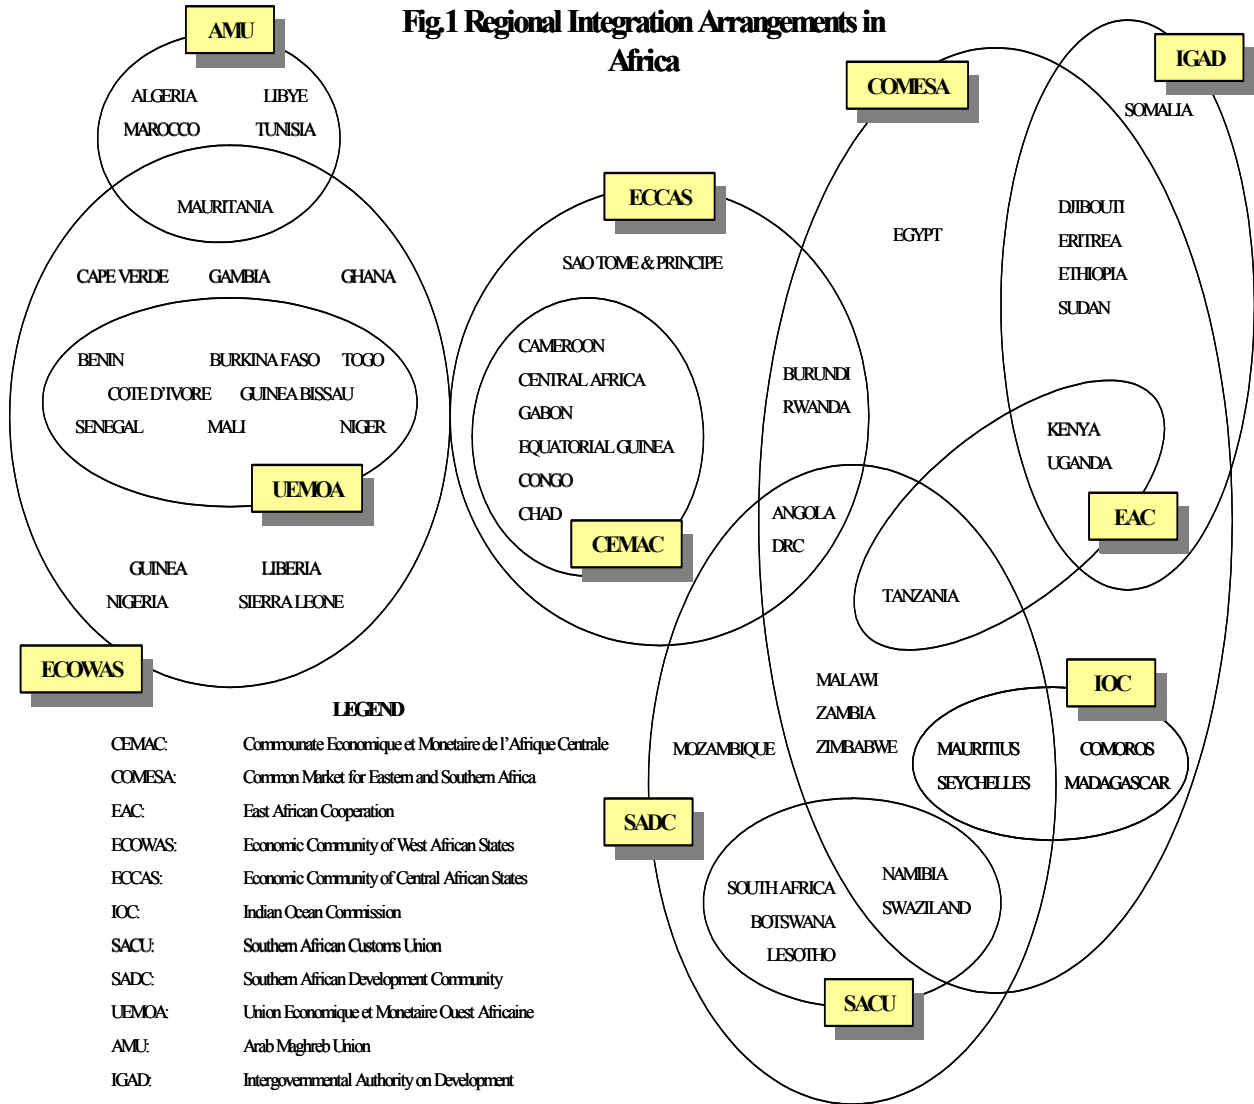 Fig.1 Regional Integration Arrangements in
Africa
AMU
ALGERIA LIBYE
MAROCCO TUNISIA
MAURITANIA
CAPE VERDE GAMBIA GHANA
BENIN BURKINA FASO TOGO
COTE D'IVORE GUINEA BISSAU
SENEGAL MALI NIGER
UEMOA
GUINEA LIBERIA
NIGERIA SIERRA LEONE
ECOWAS
ECCAS
SAO TOME & PRINCIPE
CAMEROON
CENTRAL AFRICA
GABON
EQUATORIAL GUINEA
CONGO
CHAD
CEMAC
BURUNDI
RWANDA
ANGOLA
DRC
COMESA
EGYPT
IGAD
SOMALIA
DJIBOUTI
ERITREA
ETHIOPIA
SUDAN
KENYA
UGANDA
EAC
TANZANIA
MALAWI
ZAMBIA
ZIMBABWE
MOZAMBIQUE
IOC
MAURITIUS COMOROS
SEYCHELLES MADAGASCAR
SADC
SOUTH AFRICA
BOTSWANA
LESOTHO
NAMIBIA
SWAZILAND
SACU
LEGEND
CEMAC: Communate Economique et Monetaire de l'Afrique Centrale
COMESA: Common Market for Eastern and Southern Africa
EAC: East African Cooperation
ECOWAS: Economic Community of West African States
ECCAS: Economic Community of Central African States
IOC: Indian Ocean Commission
SACU: Southern African Customs Union
SADC: Southern African Development Community
UEMOA: Union Economique et Monetaire Ouest Africaine
AMU: Arab Maghreb Union
IGAD: Intergovernmental Authority on Development